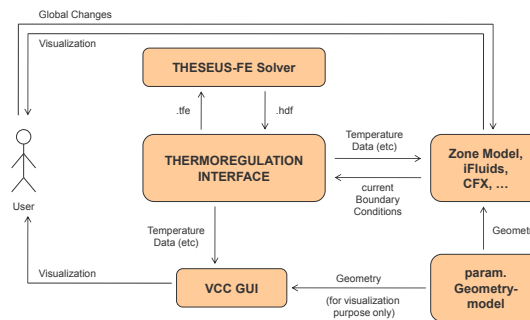 Global Changes
Visualization
THESEUS-FE Solver
.tfe
.hdf
THERMOREGULATION
INTERFACE
Temperature
Data (etc)
current
Boundary
Conditions
Zone Model,
iFluids,
CFX, …
User
Temperature
Data (etc)
Geometr
Visualization
VCC GUI
Geometry
(for visualization
purpose only)
param.
Geometry-
model